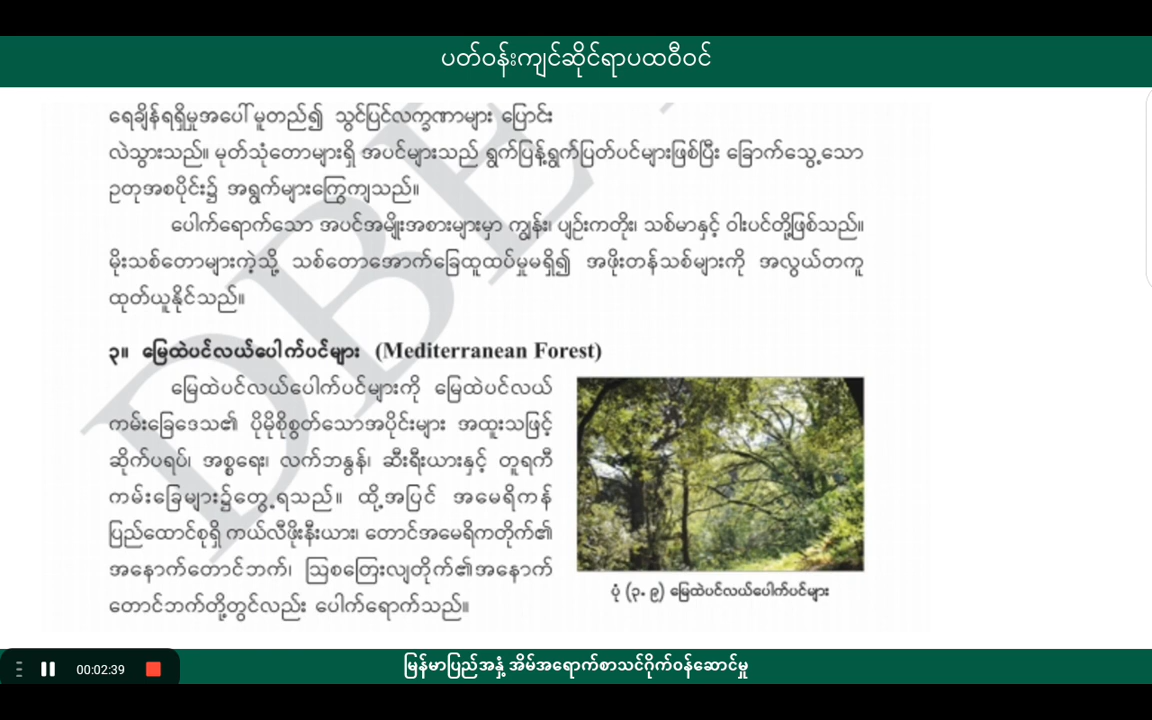 ပတ်ဝန်းကျင်ဆိုင်ရာပထဝီဝင်
ရေချိန်ရရှိမှုအပေါ်မူတည်၍ သွင်ပြင်လက္ခဏာများ ပြောင်း
လဲသွားသည်။ မုတ်သုံတောများရှိ အပင်များသည် ရွက်ပြန့်ရွက်ပြတ်ပင်များဖြစ်ပြီး ခြောက်သွေ့သော
ဥတုအစပိုင်း၌ အရွက်များကြွေကျသည်။
ပေါက်ရောက်သော အပင်အမျိုးအစားများမှာ ကျွန်း၊ ပျဉ်းကတိုး၊ သစ်မာနှင့် ဝါးပင်တို့ဖြစ်သည်။
မိုးသစ်တောများကဲ့သို့ သစ်တောအောက်ခြေထူထပ်မှုမရှိ၍ အဖိုးတန်သစ်များကို အလွယ်တကူ
ထုတ်ယူနိုင်သည်။
၃။ မြေထဲပင်လယ်ပေါက်ပင်များ (Mediterranean Forest)
မြေထဲပင်လယ်ပေါက်ပင်များကို မြေထဲပင်လယ်
ကမ်းခြေဒေသ၏ ပိုမိုစိုစွတ်သောအပိုင်းများ အထူးသဖြင့်
ဆိုက်ပရပ်၊ အစ္စရေး၊ လက်ဘနွန်၊ ဆီးရီးယားနှင့် တူရကီ
ကမ်းခြေများ၌တွေ့ရသည်။ ထို့အပြင် အမေရိကန်
ပြည်ထောင်စုရှိ ကယ်လီဖိုးနီးယား၊ တောင်အမေရိကတိုက်၏
အနောက်တောင်ဘက်၊ ဩစတြေးလျတိုက်၏အနောက်
တောင်ဘက်တို့တွင်လည်း ပေါက်ရောက်သည်။
ပုံ (၃.၉) မြေထဲပင်လယ်ပေါက်ပင်များ
DBE
00:02:39
မြန်မာပြည်အနှံ့ အိမ်အရောက်စာသင်ဂိုက်ဝန်ဆောင်မှု